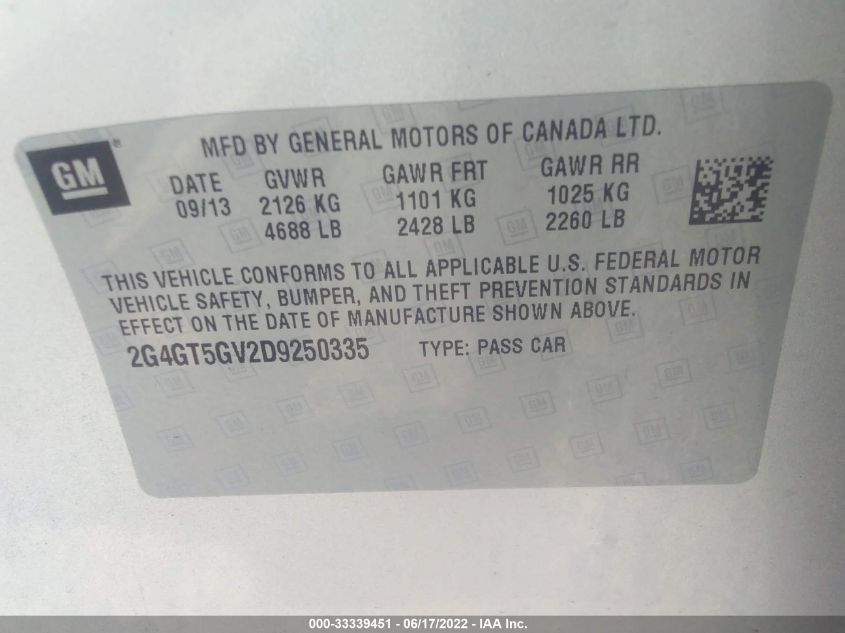 MFD BY GENERAL MOTORS OF CANADA LTD.
GM®
DATE GVWR GAWR FRT GAWR RR
09/13 2126 KG 1101 KG 1025 KG
4688 LB 2428 LB 2260 LB
THIS VEHICLE CONFORMS TO ALL APPLICABLE U.S. FEDERAL MOTOR
VEHICLE SAFETY, BUMPER, AND THEFT PREVENTION STANDARDS IN
EFFECT ON THE DATE OF MANUFACTURE SHOWN ABOVE.
2G4GT5GV2D9250335 TYPE: PASS CAR
000-33339451 - 06/17/2022 - IAA Inc.